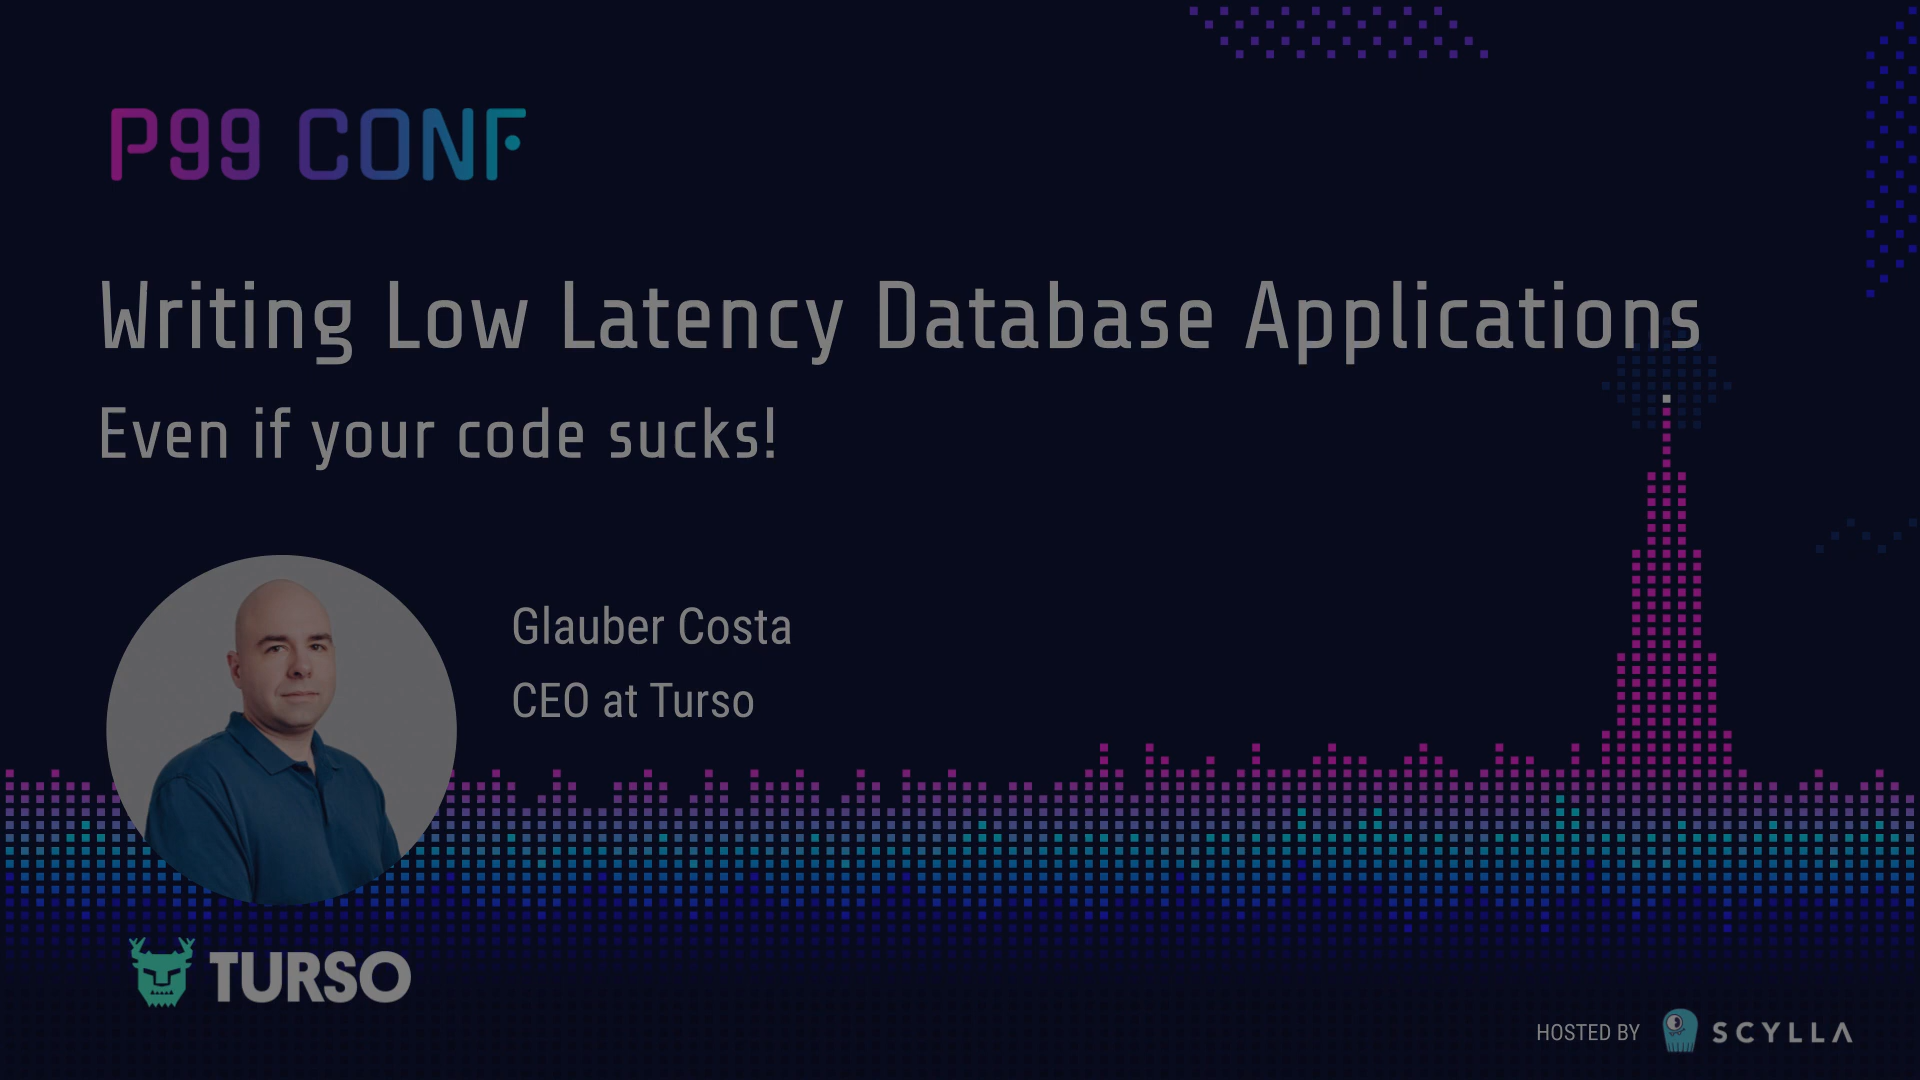 P99 CONF
Writing Low Latency Database Applications
Even if your code sucks!
Glauber Costa
CEO at Turso
TURSO
HOSTED BY SCYLLA